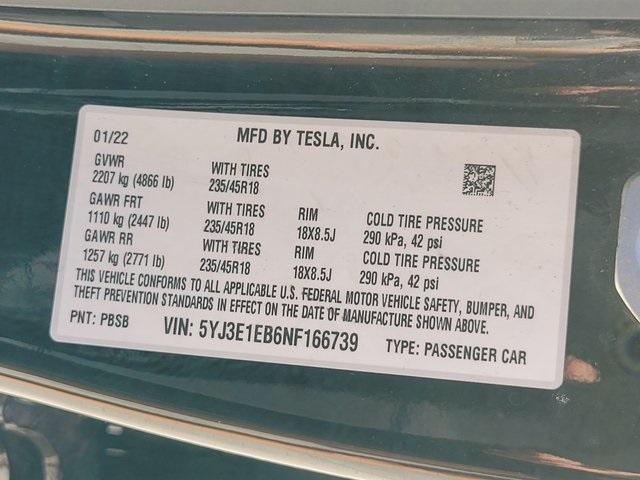 01/22 MFD BY TESLA, INC.
GVWR WITH TIRES
2207 kg (4866 lb) 235/45R18
GAWR FRT WITH TIRES RIM COLD TIRE PRESSURE
1110 kg (2447 lb) 235/45R18 18X8.5J 290 kPa, 42 psi
GAWR RR WITH TIRES RIM COLD TIRE PRESSURE
1257 kg (2771 lb) 235/45R18 18X8.5J 290 kPa, 42 psi
THIS VEHICLE CONFORMS TO ALL APPLICABLE U.S. FEDERAL MOTOR VEHICLE SAFETY, BUMPER, AND
THEFT PREVENTION STANDARDS IN EFFECT ON THE DATE OF MANUFACTURE SHOWN ABOVE.
PNT: PBSB VIN: 5YJ3E1EB6NF166739 TYPE: PASSENGER CAR